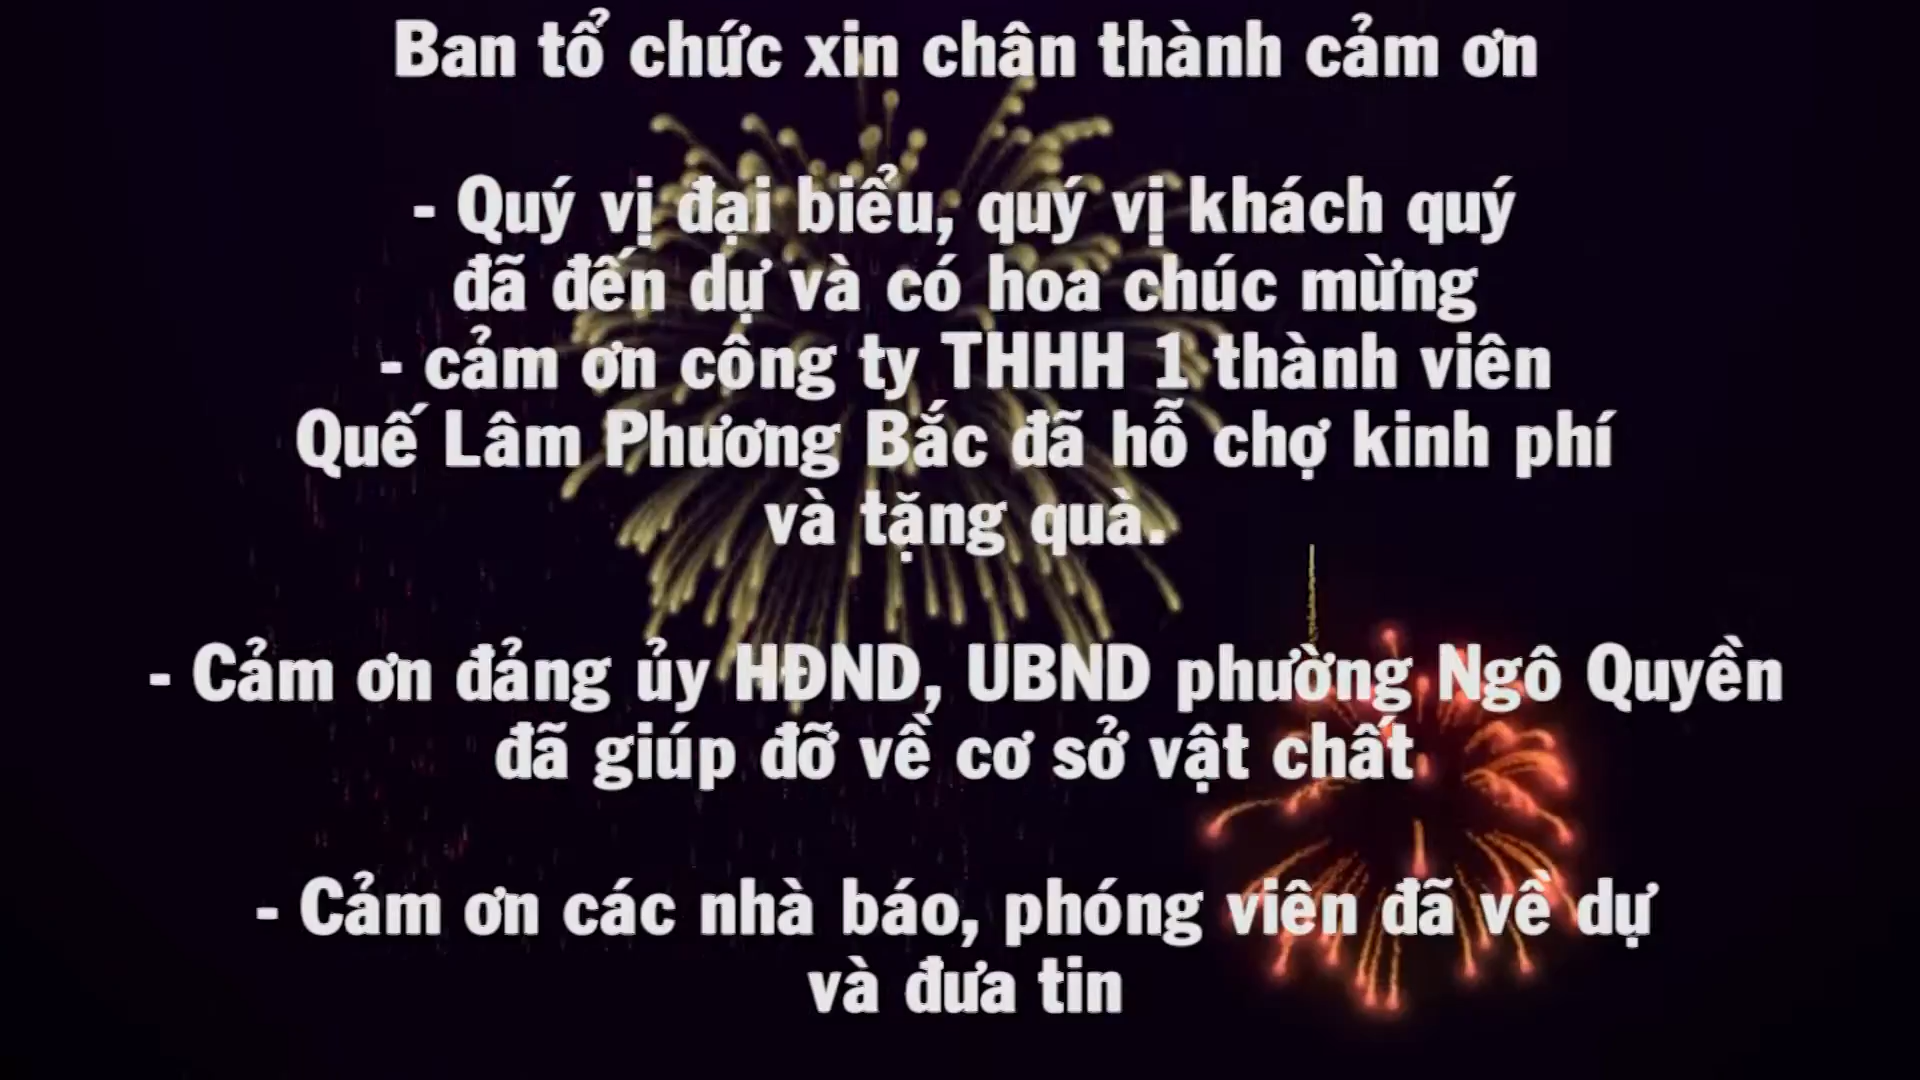 Ban tổ chức xin chân thành cảm ơn
- Quý vị đại biểu, quý vị khách quý
đã đến dự và có hoa chúc mừng
- cảm ơn công ty THHH 1 thành viên
Quế Lâm Phương Bắc đã hỗ chợ kinh phí
và tặng quà.
- Cảm ơn đảng ủy HĐND, UBND phường Ngô Quyền
đã giúp đỡ về cơ sở vật chất
- Cảm ơn các nhà báo, phóng viên đã về dự
và đưa tin